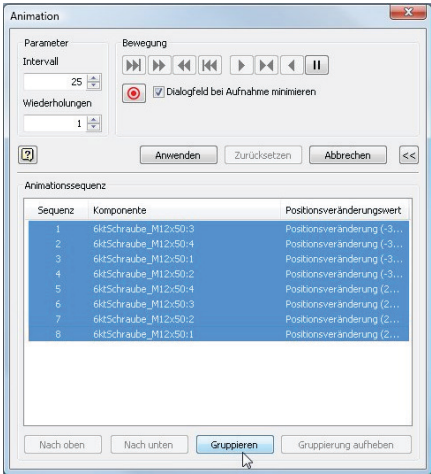 Animation
Parameter
Intervall
25
Wiederholungen
1
Bewegung
Dialogfeld bei Aufnahme minimieren
Anwenden Zurücksetzen Abbrechen <<
Animationssequenz
Sequenz Komponente Positionsveränderungswert
1 6ktSchraube_M12x50:3 Positionsveränderung (-3...
2 6ktSchraube_M12x50:4 Positionsveränderung (-3...
3 6ktSchraube_M12x50:1 Positionsveränderung (-3...
4 6ktSchraube_M12x50:2 Positionsveränderung (-3...
5 6ktSchraube_M12x50:4 Positionsveränderung (2...
6 6ktSchraube_M12x50:3 Positionsveränderung (2...
7 6ktSchraube_M12x50:2 Positionsveränderung (2...
8 6ktSchraube_M12x50:1 Positionsveränderung (2...
Nach oben Nach unten Gruppieren Gruppierung aufheben